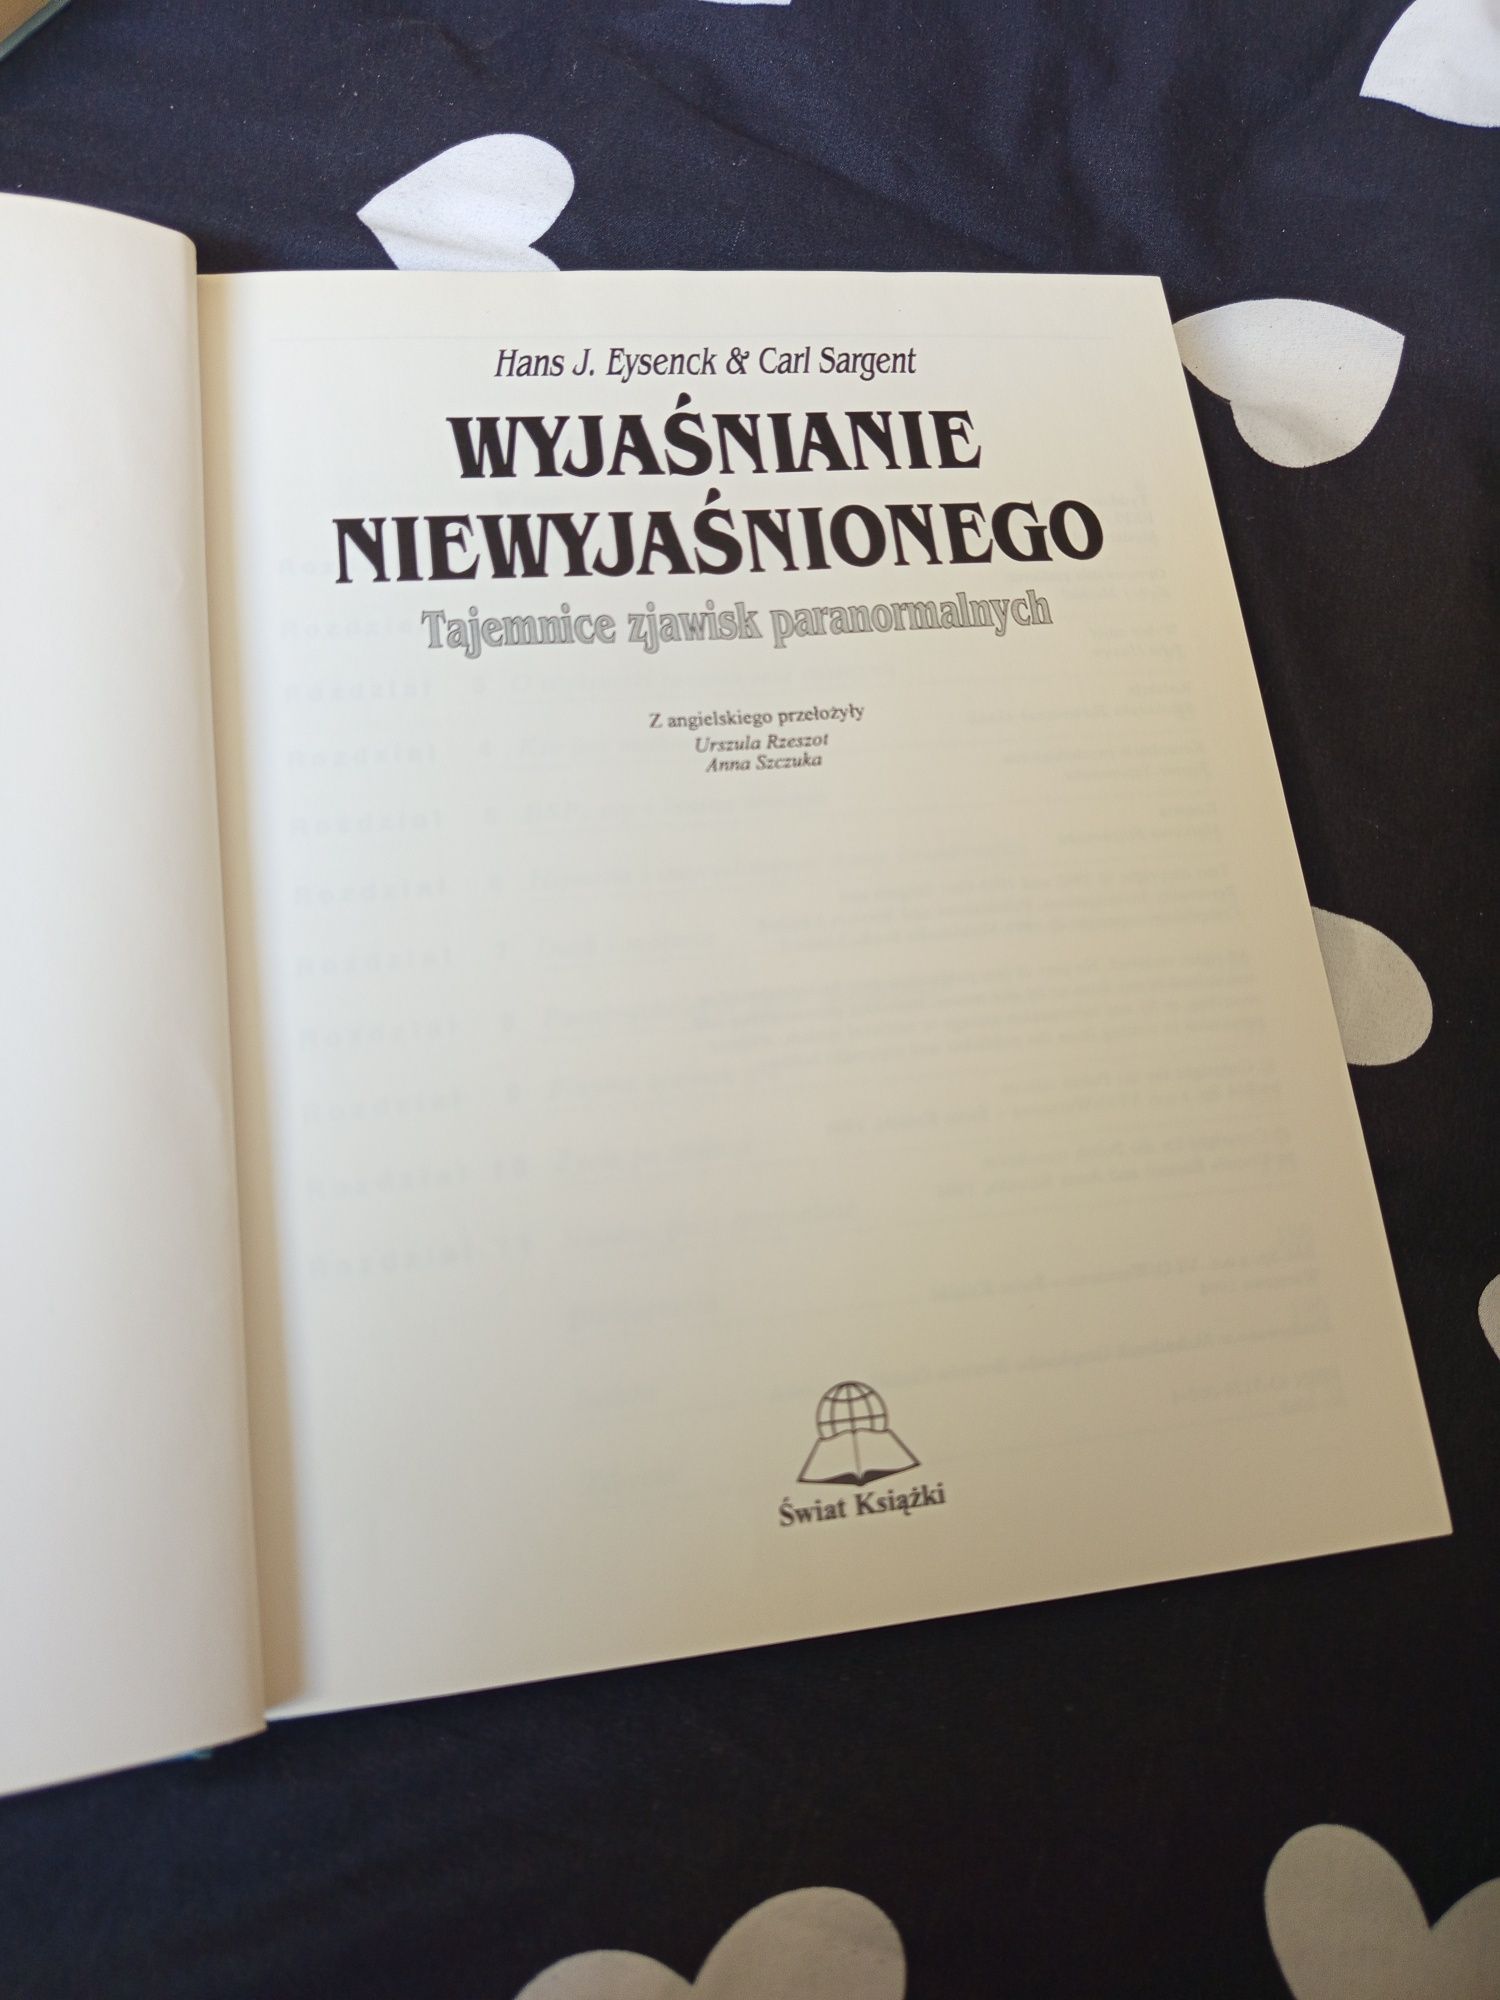 Hans J. Eysenck & Carl Sargent
WYJAŚNIANIE
NIEWYJAŚNIONEGO
Tajemnice zjawisk paranormalnych
Z angielskiego przełożyły
Urszula Rzeszot
Anna Szczuka
Świat Książki